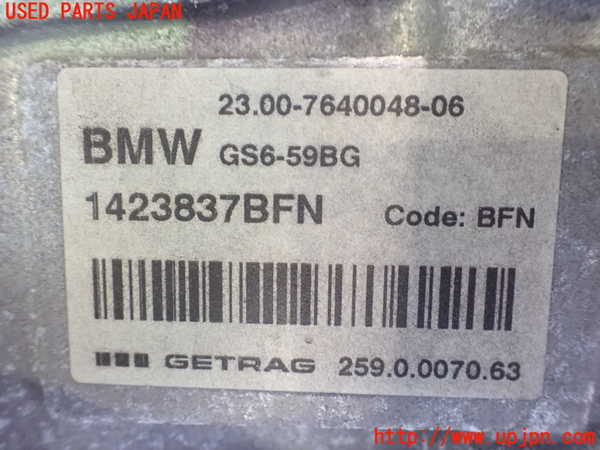 USED PARTS JAPAN
23.00-7640048-06
BMW GS6-59BG
1423837BFN Code: BFN
GETRAG 259.0.0070.63
http://www.upjpn.com